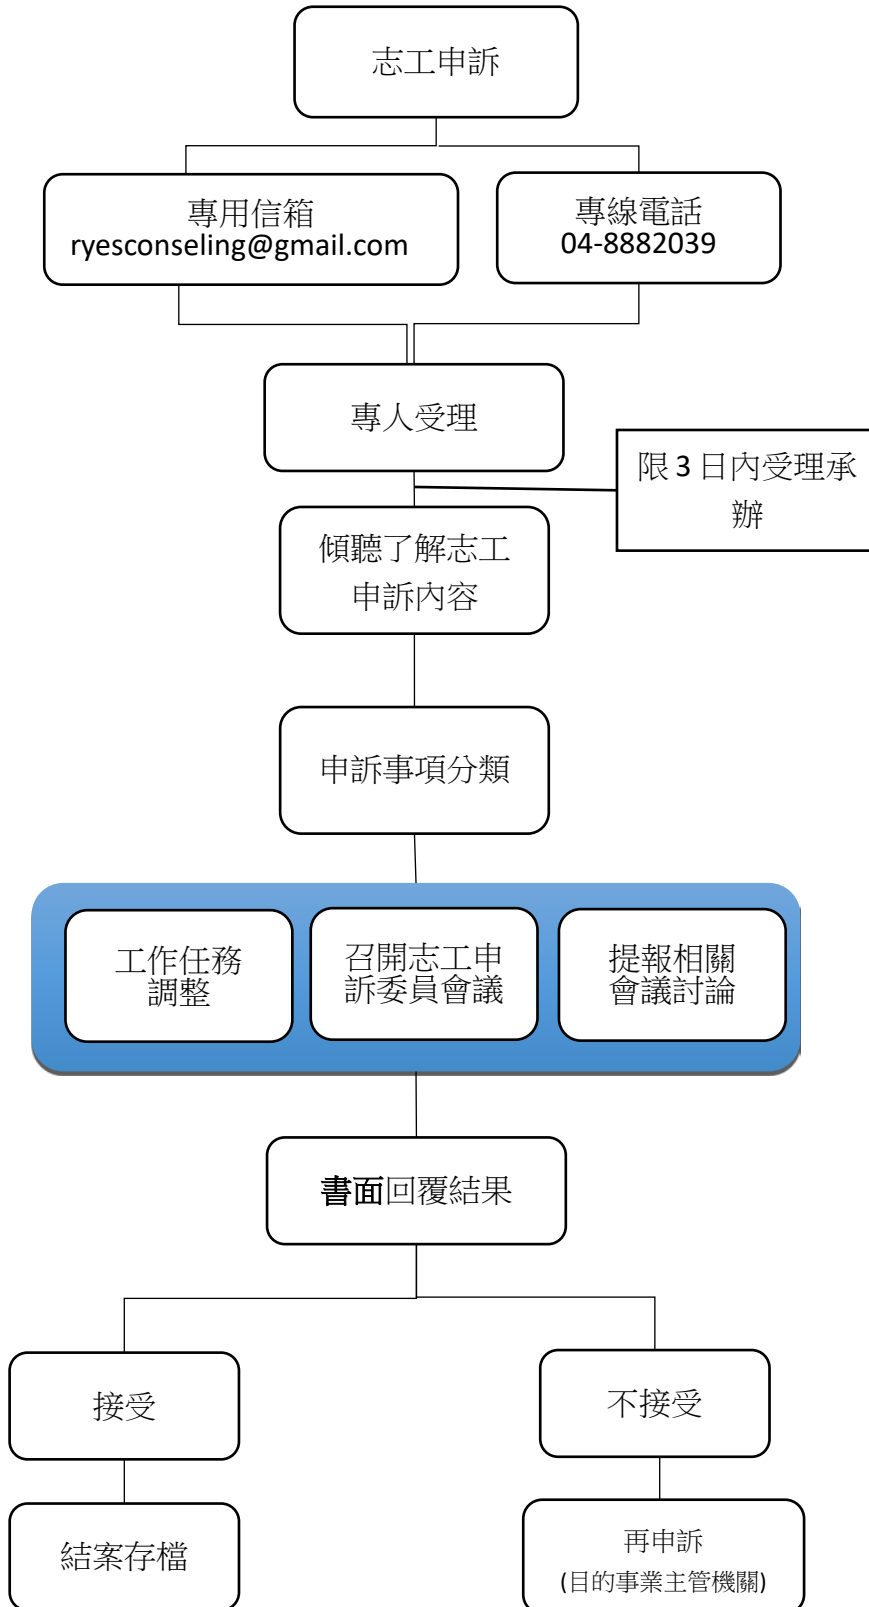 志工申訴
專用信箱
ryesconseling@gmail.com
專線電話
04-8882039
專人受理
限 3 日內受理承
辦
傾聽了解志工
申訴內容
申訴事項分類
工作任務
調整
召開志工申
訴委員會議
提報相關
會議討論
書面回覆結果
接受
不接受
結案存檔
再申訴
(目的事業主管機關)